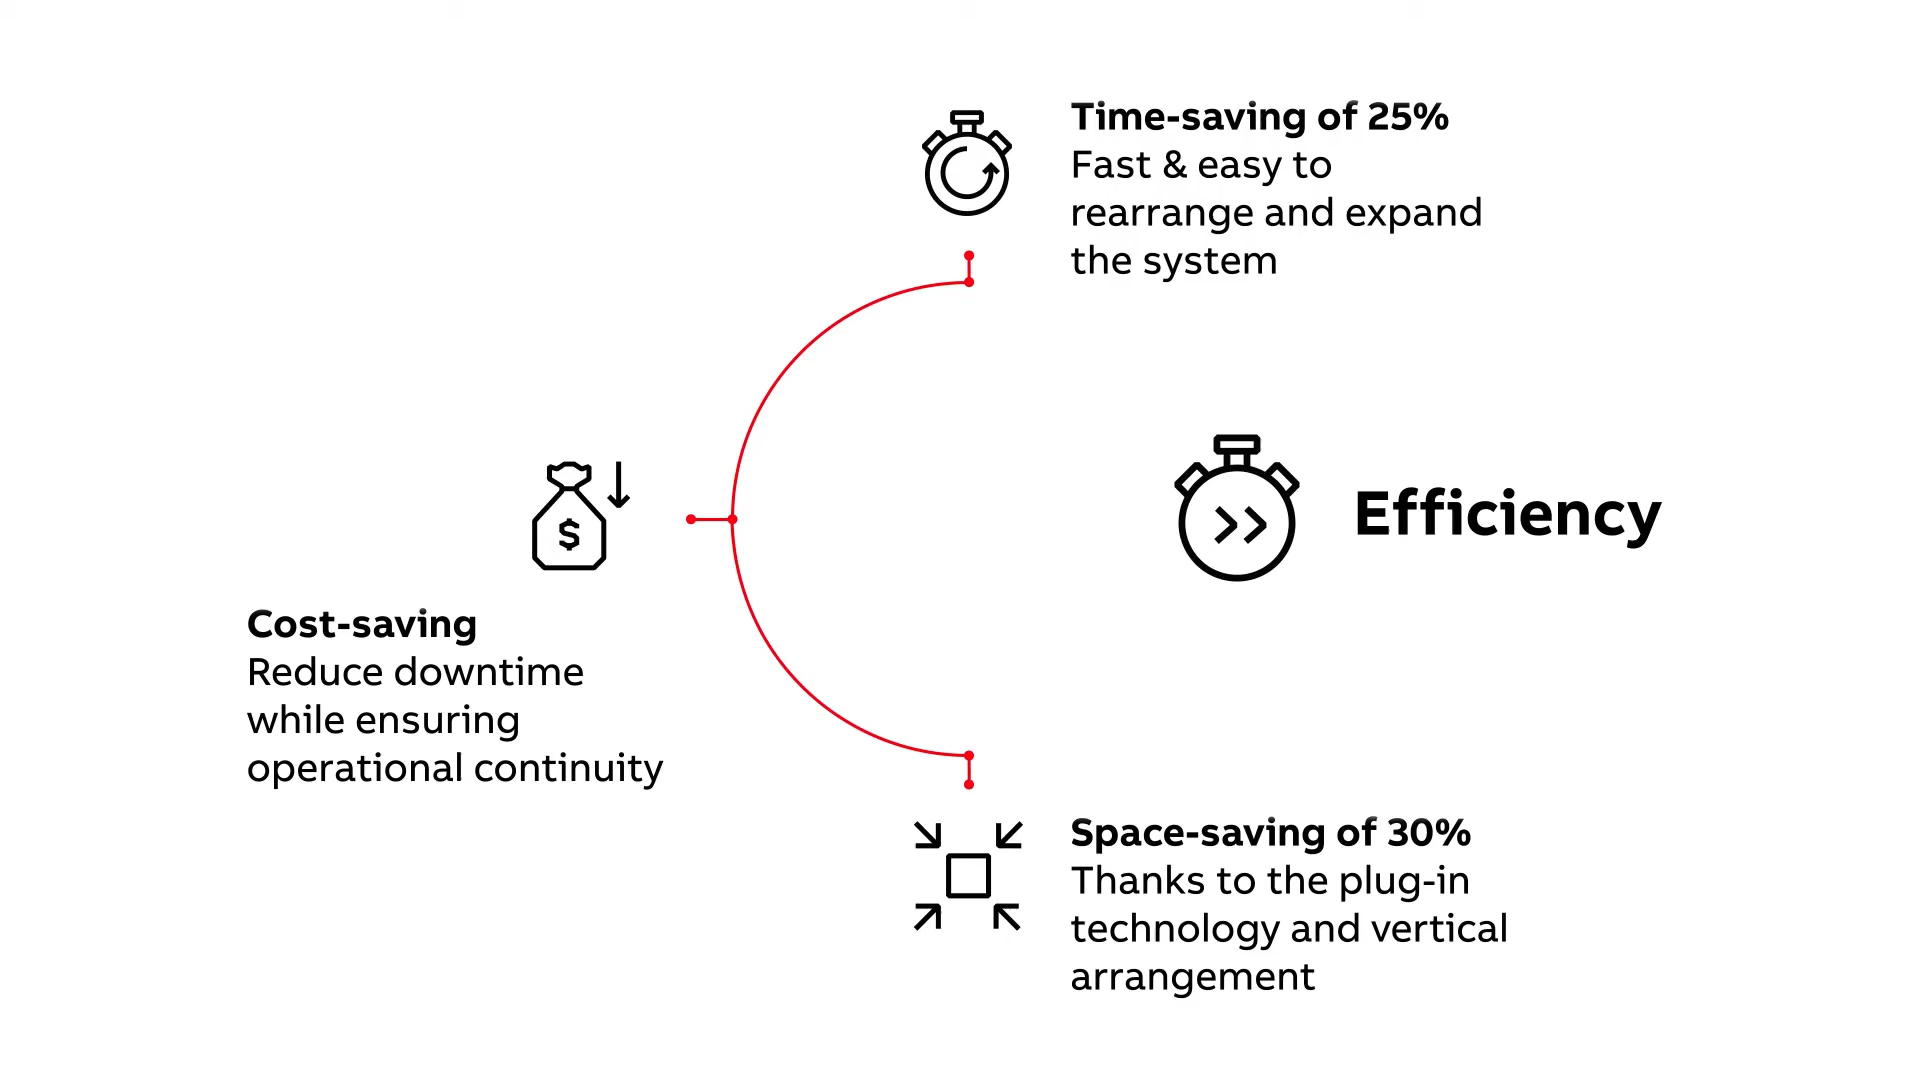 Time-saving of 25%
Fast & easy to
rearrange and expand
the system
$
Efficiency
Cost-saving
Reduce downtime
while ensuring
operational continuity
Space-saving of 30%
Thanks to the plug-in
technology and vertical
arrangement